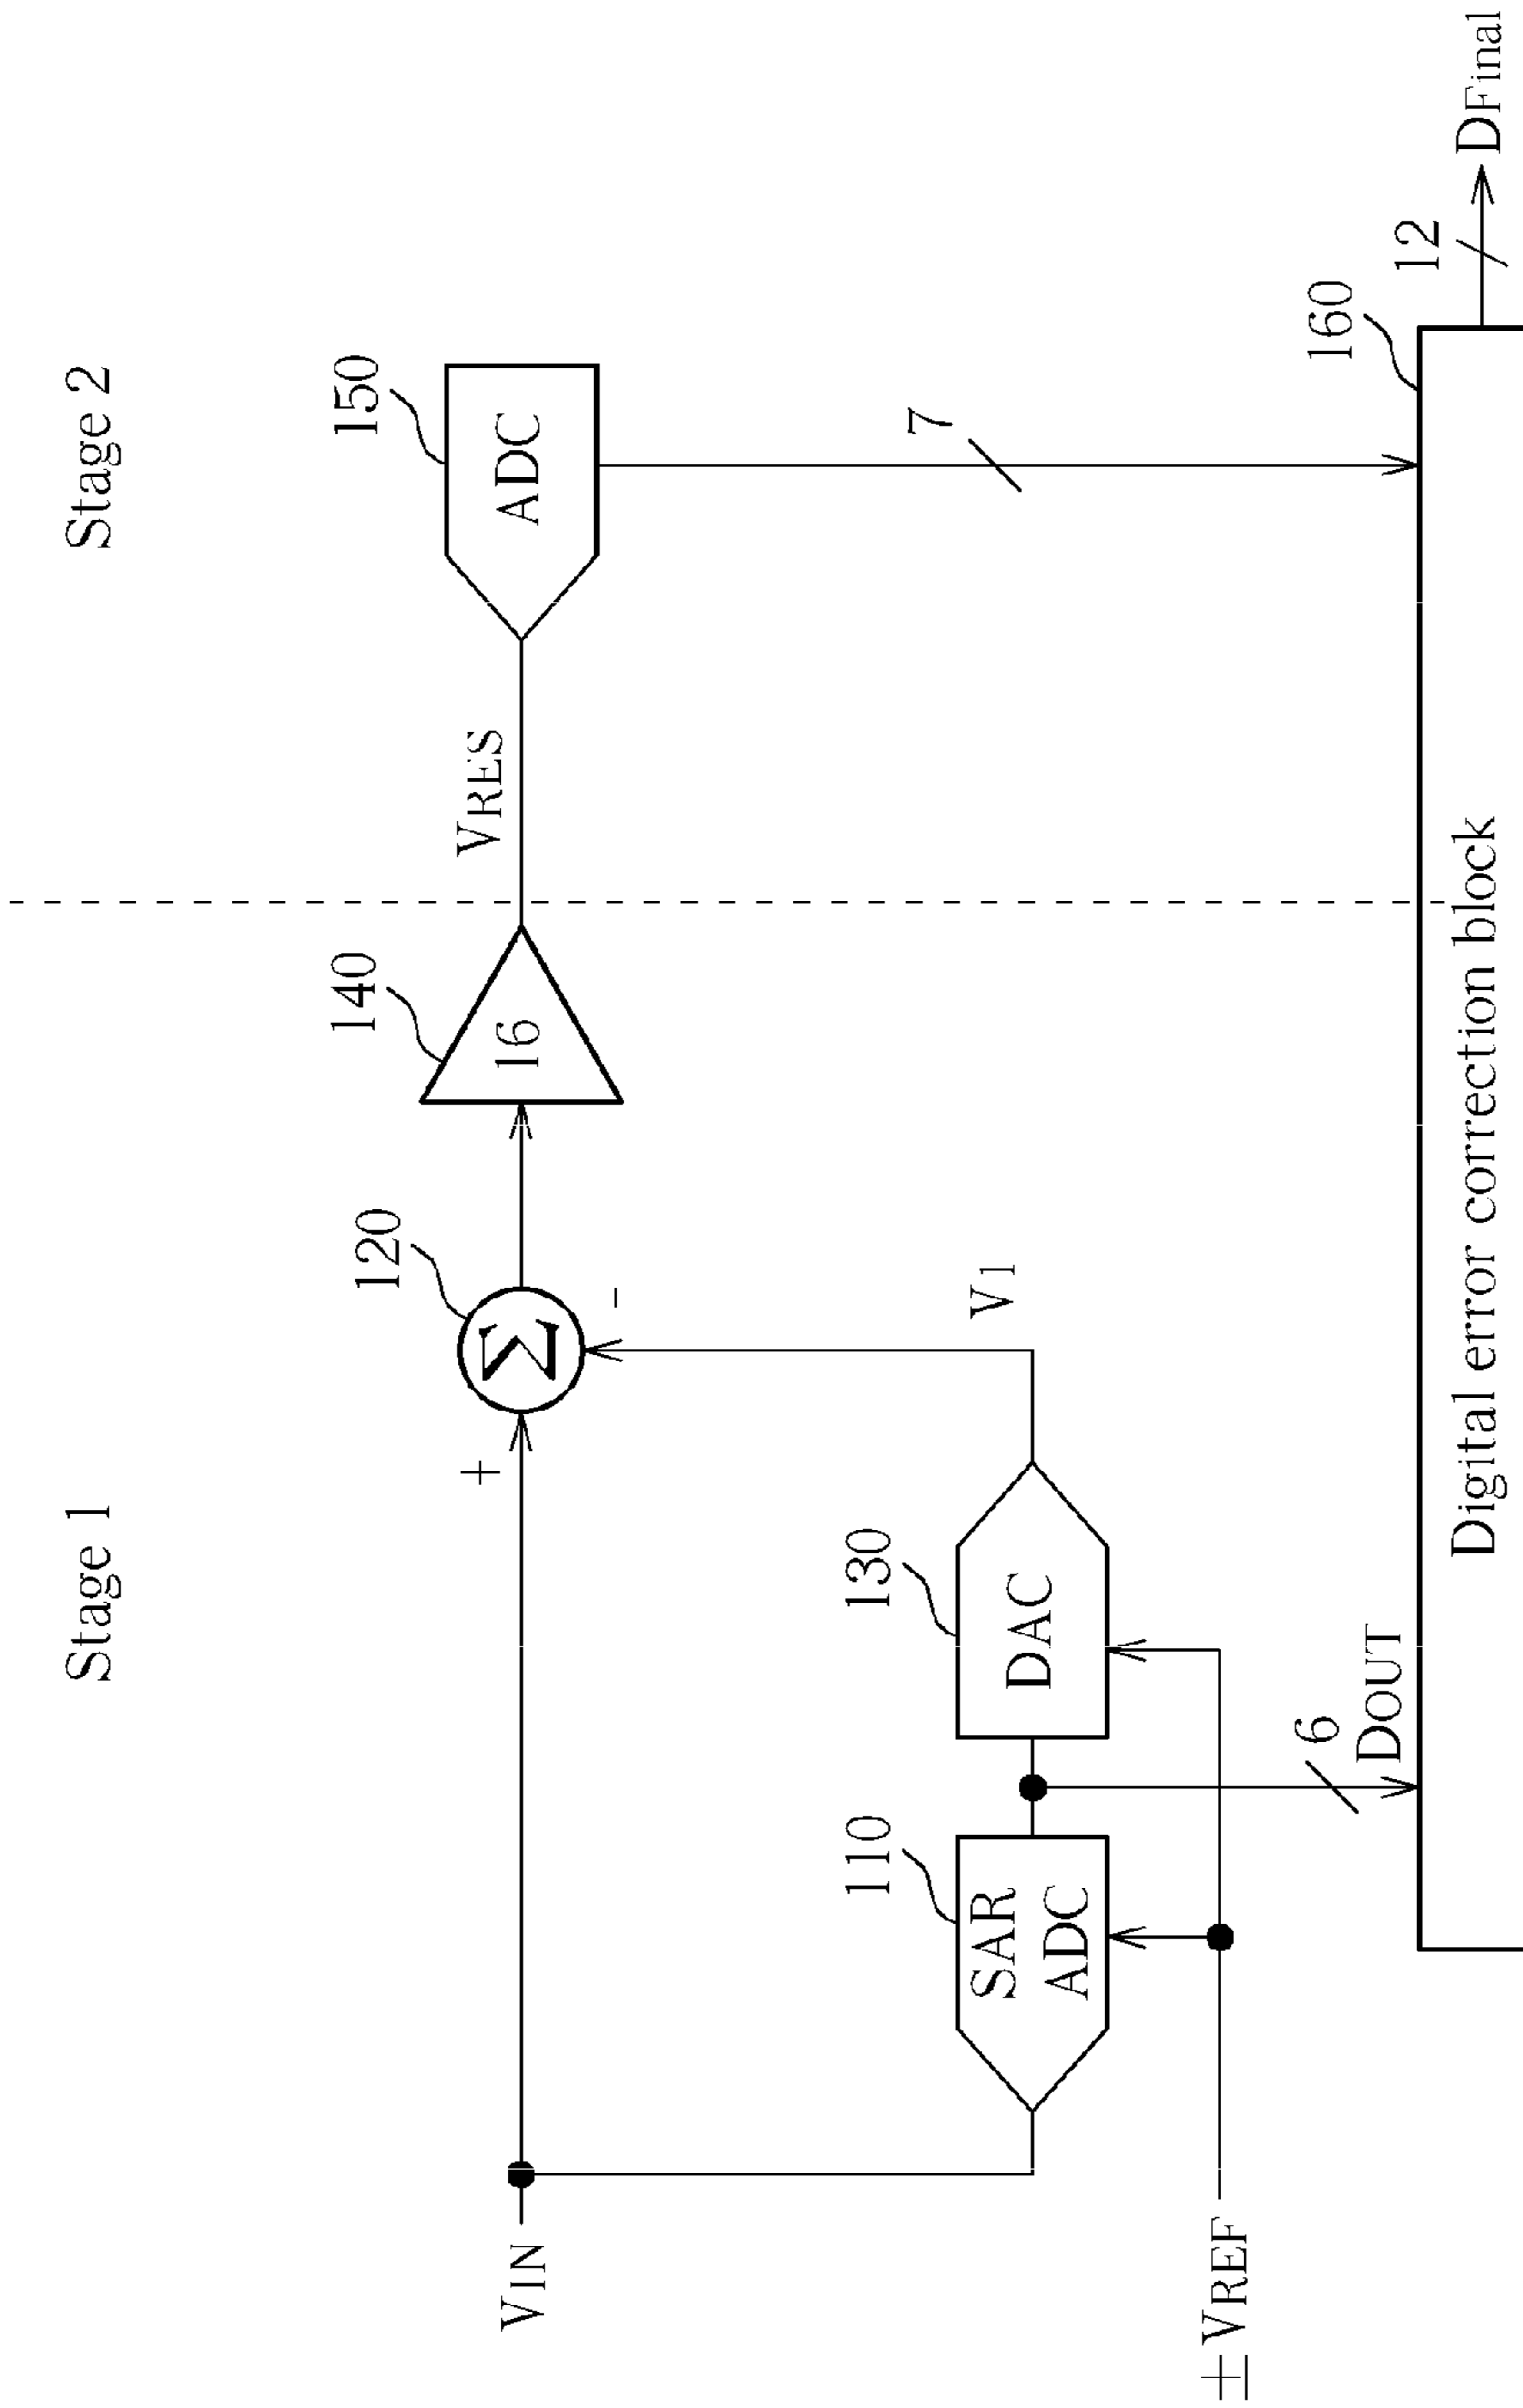 Stage 1
Stage 2
120
140
150
VIN
+
Σ
-
16
VRES
ADC
110
130
V1
7
SAR
ADC
DAC
±VREF
6
DOUT
160
12
Digital error correction block
DFinal